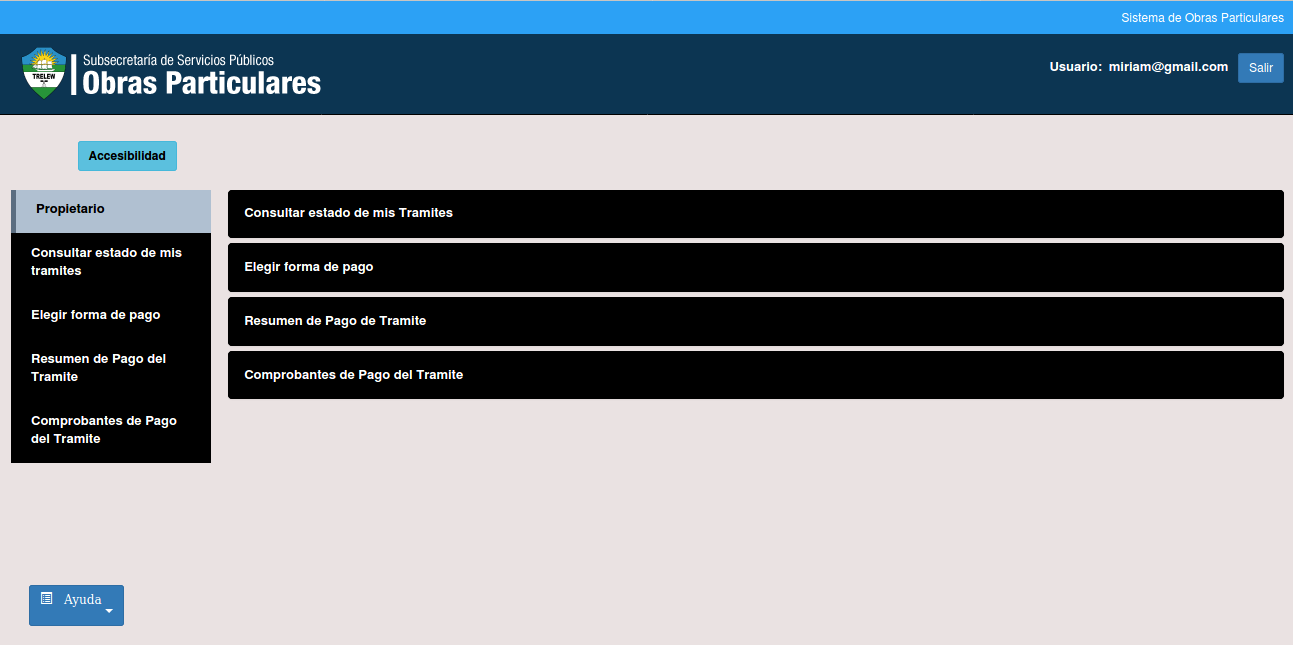 Sistema de Obras Particulares
TRELEW
Subsecretaría de Servicios Públicos
Obras Particulares
Usuario: miriam@gmail.com
Salir
Accesibilidad
Propietario
Consultar estado de mis
tramites
Elegir forma de pago
Resumen de Pago del
Tramite
Comprobantes de Pago
del Tramite
Consultar estado de mis Tramites
Elegir forma de pago
Resumen de Pago de Tramite
Comprobantes de Pago del Tramite
Ayuda